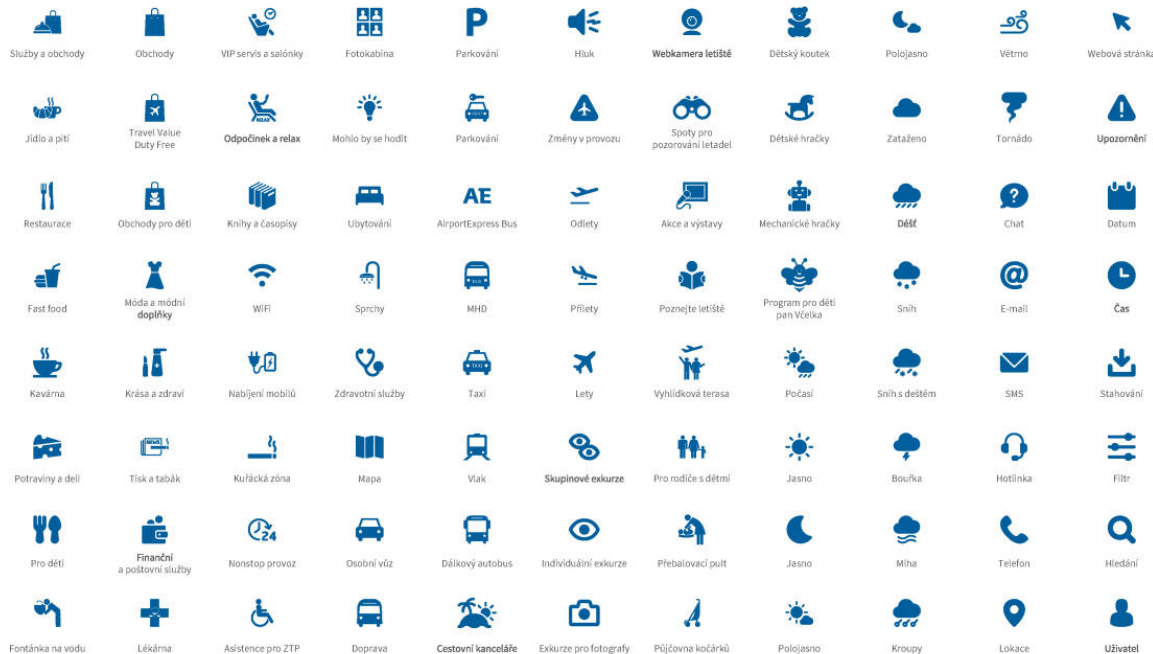 Služby a obchody
Obchody
VIP servis a salónky
Fotokabina
Parkování
Hluk
Webkamera letiště
Dětský koutek
Polojasno
Větrno
Webová stránka
Jídlo a pití
Travel Value
Duty Free
RELAX
Odpočinek a relax
Mohlo by se hodit
Parkování
Změny v provozu
Spoty pro
pozorování letadel
Dětské hračky
Zataženo
Tornádo
Upozornění
Restaurace
Obchody pro děti
Knihy a časopisy
Ubytování
AE
AirportExpress Bus
Odlety
Akce a výstavy
Mechanické hračky
Déšť
Chat
Datum
Fast food
Móda a módní
doplňky
WiFi
Sprchy
MHD
Přílety
Poznejte letiště
Program pro děti
pan Včelka
Sníh
@
E-mail
Čas
Kavárna
Krása a zdraví
Nabíjení mobilů
Zdravotní služby
TAXI
Taxi
Lety
Vyhlídková terasa
Počasí
Sníh s deštěm
SMS
Stahování
Potraviny a deli
NEWS
Tisk a tabák
Kuřácká zóna
Mapa
Vlak
Skupinové exkurze
Pro rodiče s dětmi
Jasno
Bouřka
Hotlinka
Filtr
Pro děti
Finanční
a poštovní služby
24
Nonstop provoz
Osobní vůz
Dálkový autobus
Individuální exkurze
Přebalovací pult
Jasno
Mlha
Telefon
Hledání
Fontánka na vodu
Lékárna
Asistence pro ZTP
Doprava
Cestovní kanceláře
Exkurze pro fotografy
Půjčovna kočárků
Polojasno
Kroupy
Lokace
Uživatel